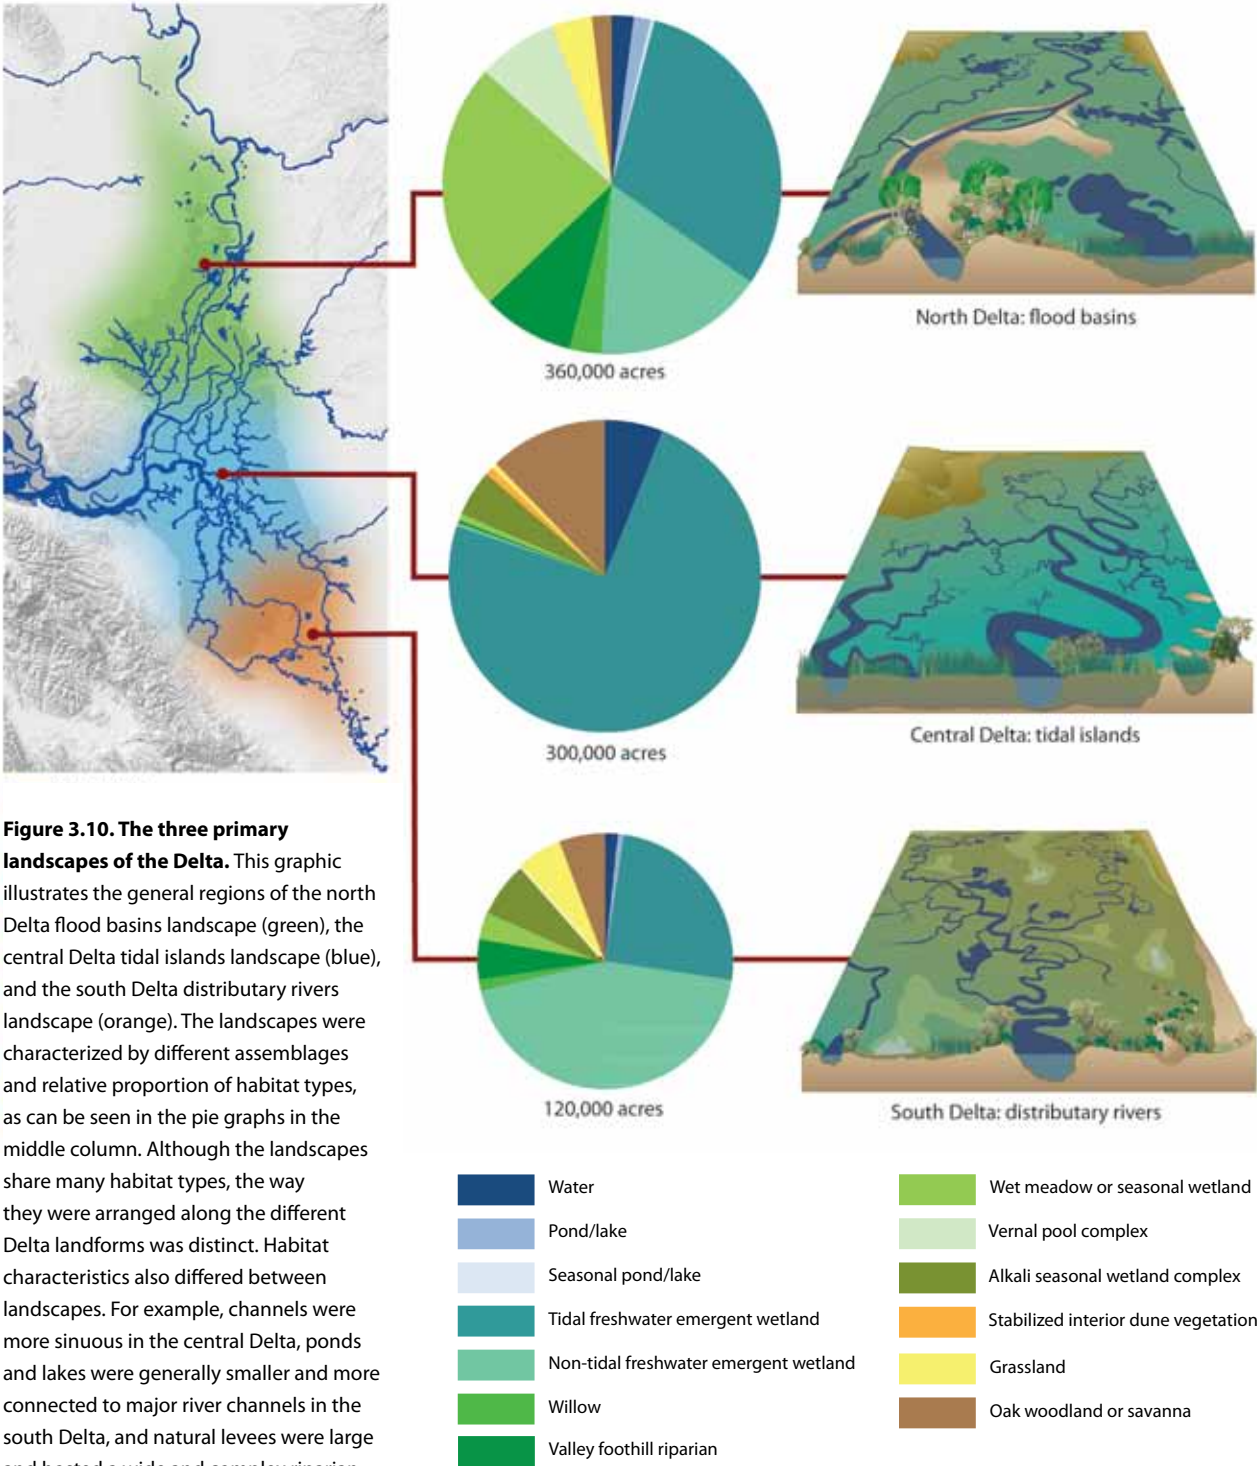 360,000 acres
North Delta: flood basins
300,000 acres
Central Delta: tidal islands
120,000 acres
South Delta: distributary rivers
Figure 3.10. The three primary
landscapes of the Delta. This graphic
illustrates the general regions of the north
Delta flood basins landscape (green), the
central Delta tidal islands landscape (blue),
and the south Delta distributary rivers
landscape (orange). The landscapes were
characterized by different assemblages
and relative proportion of habitat types,
as can be seen in the pie graphs in the
middle column. Although the landscapes
share many habitat types, the way
they were arranged along the different
Delta landforms was distinct. Habitat
characteristics also differed between
landscapes. For example, channels were
more sinuous in the central Delta, ponds
and lakes were generally smaller and more
connected to major river channels in the
south Delta, and natural levees were large
and hosted a wide and complex riparian
Water
Pond/lake
Seasonal pond/lake
Tidal freshwater emergent wetland
Non-tidal freshwater emergent wetland
Willow
Valley foothill riparian
Wet meadow or seasonal wetland
Vernal pool complex
Alkali seasonal wetland complex
Stabilized interior dune vegetation
Grassland
Oak woodland or savanna